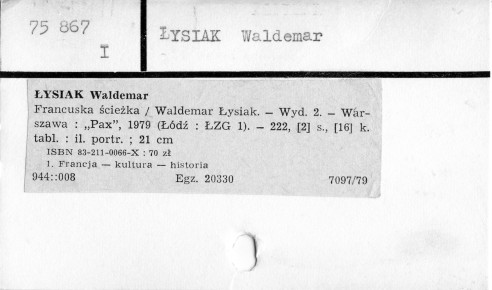 75 867
I
ŁYSIAK Waldemar
ŁYSIAK Waldemar
Francuska ścieżka / Waldemar Łysiak. — Wyd. 2. — War-
szawa : „Pax”, 1979 (Łódź : ŁZG 1). — 222, [2] s., [16] k.
tabl. : il. portr. ; 21 cm
ISBN 83-211-0066-X : 70 zł
1. Francja — kultura — historia
944::008 Egz. 20330 7097/79